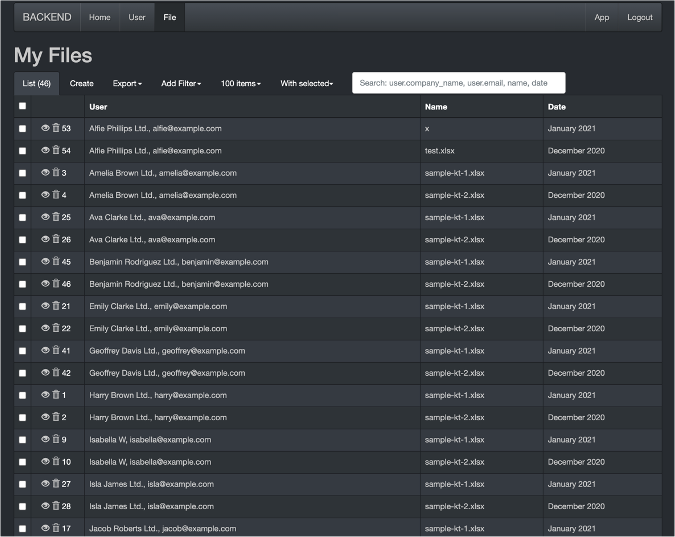 BACKEND Home User File App Logout
My Files
List (46) Create Export Add Filter 100 items With selected Search: user.company_name, user.email, name, date
User Name Date
53 Alfie Phillips Ltd., alfie@example.com x January 2021
54 Alfie Phillips Ltd., alfie@example.com test.xlsx December 2020
3 Amelia Brown Ltd., amelia@example.com sample-kt-1.xlsx January 2021
4 Amelia Brown Ltd., amelia@example.com sample-kt-2.xlsx December 2020
25 Ava Clarke Ltd., ava@example.com sample-kt-1.xlsx January 2021
26 Ava Clarke Ltd., ava@example.com sample-kt-2.xlsx December 2020
45 Benjamin Rodriguez Ltd., benjamin@example.com sample-kt-1.xlsx January 2021
46 Benjamin Rodriguez Ltd., benjamin@example.com sample-kt-2.xlsx December 2020
21 Emily Clarke Ltd., emily@example.com sample-kt-1.xlsx January 2021
22 Emily Clarke Ltd., emily@example.com sample-kt-2.xlsx December 2020
41 Geoffrey Davis Ltd., geoffrey@example.com sample-kt-1.xlsx January 2021
42 Geoffrey Davis Ltd., geoffrey@example.com sample-kt-2.xlsx December 2020
1 Harry Brown Ltd., harry@example.com sample-kt-1.xlsx January 2021
2 Harry Brown Ltd., harry@example.com sample-kt-2.xlsx December 2020
9 Isabella W, isabella@example.com sample-kt-1.xlsx January 2021
10 Isabella W, isabella@example.com sample-kt-2.xlsx December 2020
27 Isla James Ltd., isla@example.com sample-kt-1.xlsx January 2021
28 Isla James Ltd., isla@example.com sample-kt-2.xlsx December 2020
17 Jacob Roberts Ltd., jacob@example.com sample-kt-1.xlsx January 2021